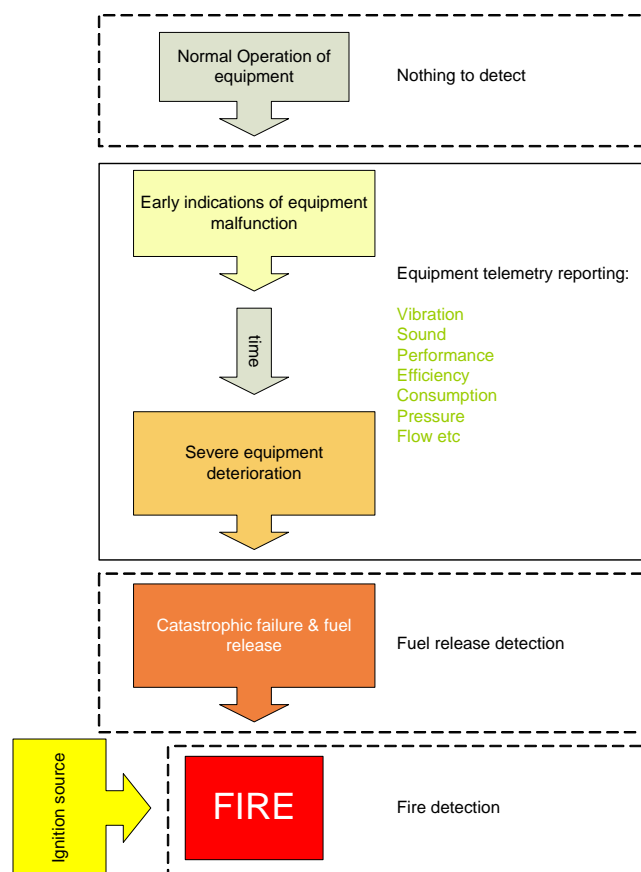 Normal Operation of
equipment
Nothing to detect
Early indications of equipment
malfunction
Equipment telemetry reporting:
Vibration
Sound
Performance
Efficiency
Consumption
Pressure
Flow etc
time
Severe equipment
deterioration
Catastrophic failure & fuel
release
Fuel release detection
Ignition source
FIRE
Fire detection